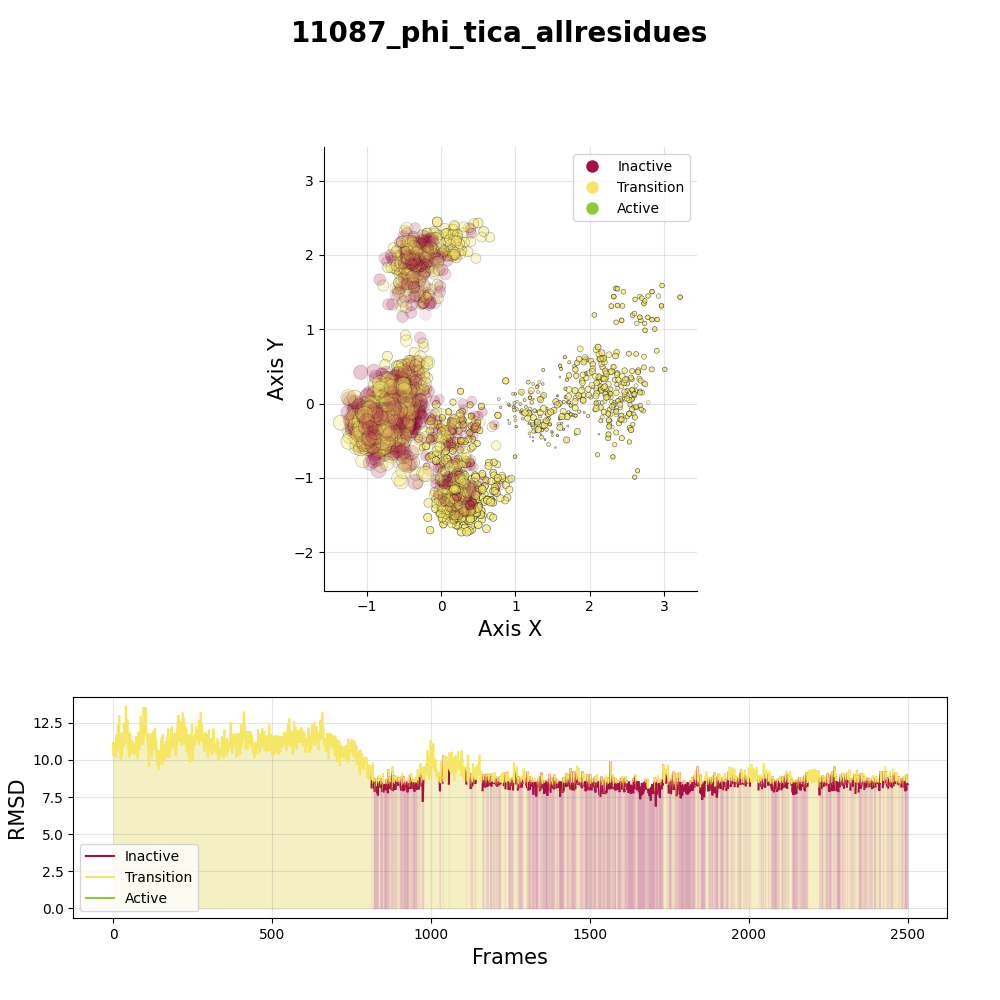 11087_phi_tica_allresidues
Inactive
Transition
Active
3
2
1
0
−1
−2
Axis Y
−1
0
1
2
3
Axis X
12.5
10.0
7.5
5.0
2.5
0.0
RMSD
Inactive
Transition
Active
0
500
1000
1500
2000
2500
Frames